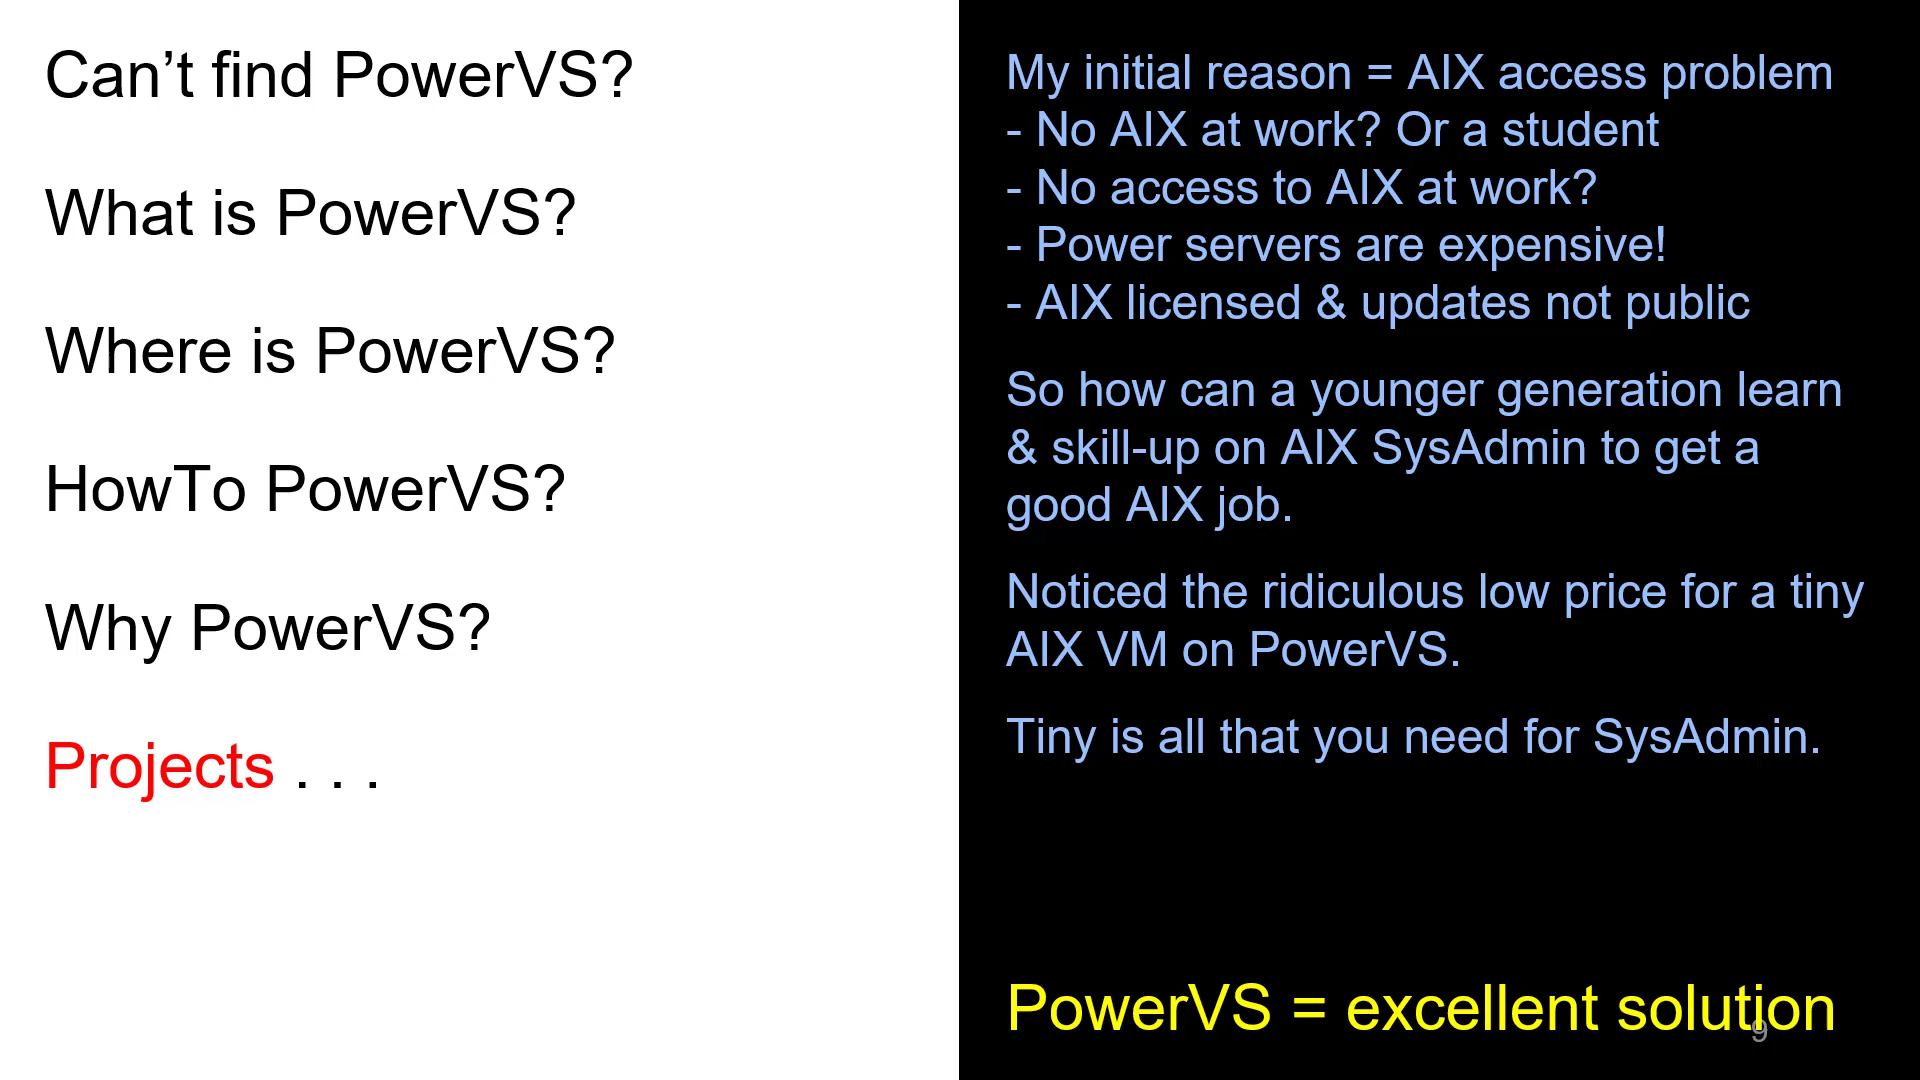 Can’t find PowerVS?
What is PowerVS?
Where is PowerVS?
HowTo PowerVS?
Why PowerVS?
Projects . . .
My initial reason = AIX access problem
- No AIX at work? Or a student
- No access to AIX at work?
- Power servers are expensive!
- AIX licensed & updates not public
So how can a younger generation learn
& skill-up on AIX SysAdmin to get a
good AIX job.
Noticed the ridiculous low price for a tiny
AIX VM on PowerVS.
Tiny is all that you need for SysAdmin.
PowerVS = excellent solution
9